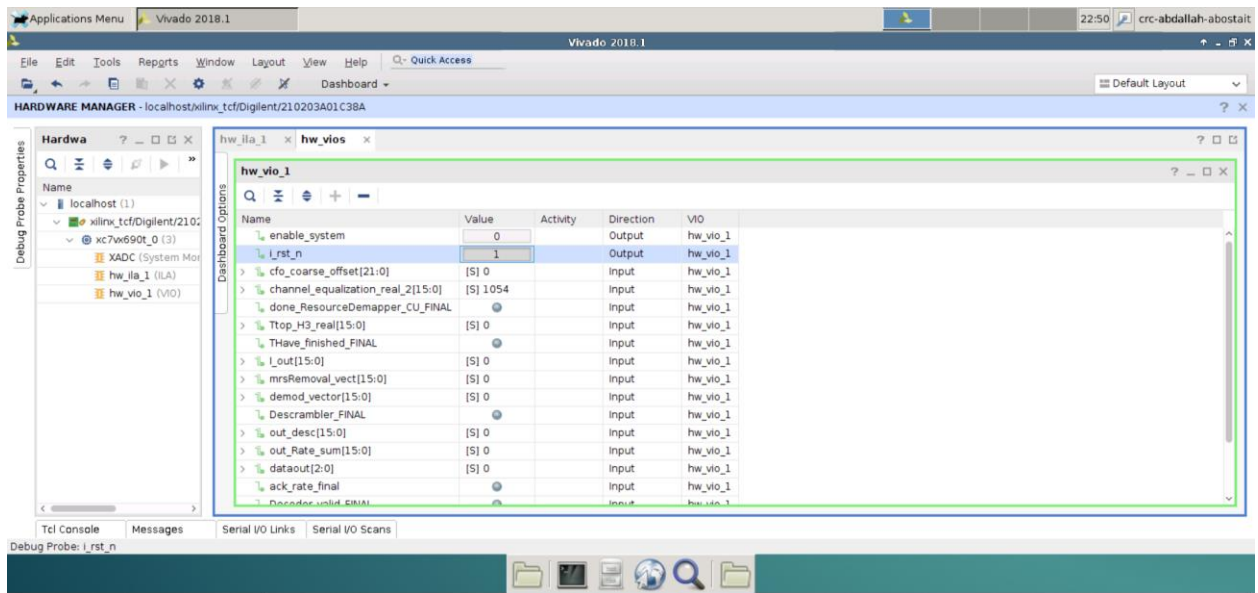 Applications Menu Vivado 2018.1 22:50 crc-abdallah-abostait
Vivado 2018.1
File Edit Tools Reports Window Layout View Help Q- Quick Access
Dashboard Default Layout
HARDWARE MANAGER - localhost/xilinx_tcf/Digilent/210203A01C38A
Debug Probe Properties
Hardwa
Name
localhost (1)
xilinx_tcf/Digilent/2102
xc7vx690t_0 (3)
XADC (System Mor
hw_ila_1 (ILA)
hw_vio_1 (VIO)
hw_ila_1 hw_vios
Dashboard Options
hw_vio_1
Name Value Activity Direction VIO
enable_system 0 Output hw_vio_1
i_rst_n 1 Output hw_vio_1
cfo_coarse_offset[21:0] [S] 0 Input hw_vio_1
channel_equalization_real_2[15:0] [S] 1054 Input hw_vio_1
done_ResourceDemapper_CU_FINAL Input hw_vio_1
Ttop_H3_real[15:0] [S] 0 Input hw_vio_1
THave_finished_FINAL Input hw_vio_1
I_out[15:0] [S] 0 Input hw_vio_1
mrsRemoval_vect[15:0] [S] 0 Input hw_vio_1
demod_vector[15:0] [S] 0 Input hw_vio_1
Descrambler_FINAL Input hw_vio_1
out_desc[15:0] [S] 0 Input hw_vio_1
out_Rate_sum[15:0] [S] 0 Input hw_vio_1
dataout[2:0] [S] 0 Input hw_vio_1
ack_rate_final Input hw_vio_1
Decoder_valid_FINAL Input hw_vio_1
Tcl Console Messages Serial I/O Links Serial I/O Scans
Debug Probe: i_rst_n